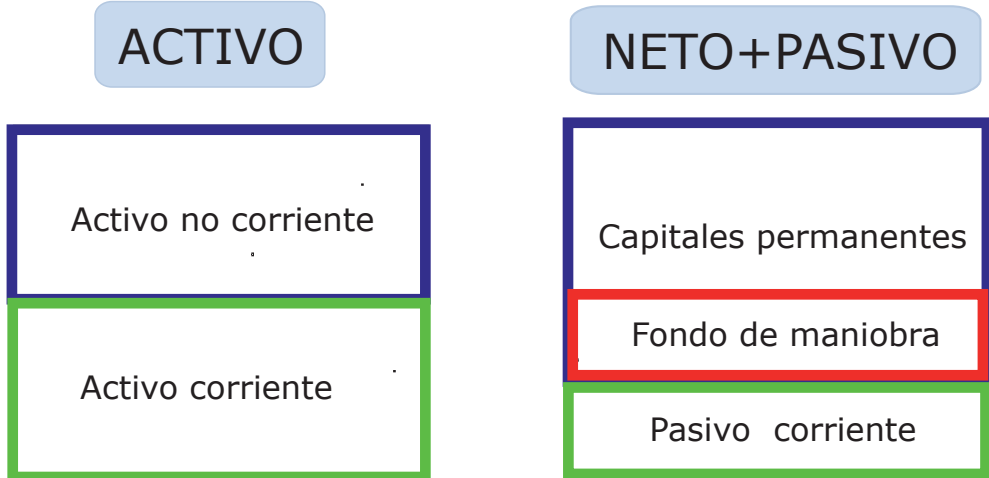 ACTIVO
NETO+PASIVO
Activo no corriente
Capitales permanentes
Fondo de maniobra
Activo corriente
Pasivo corriente